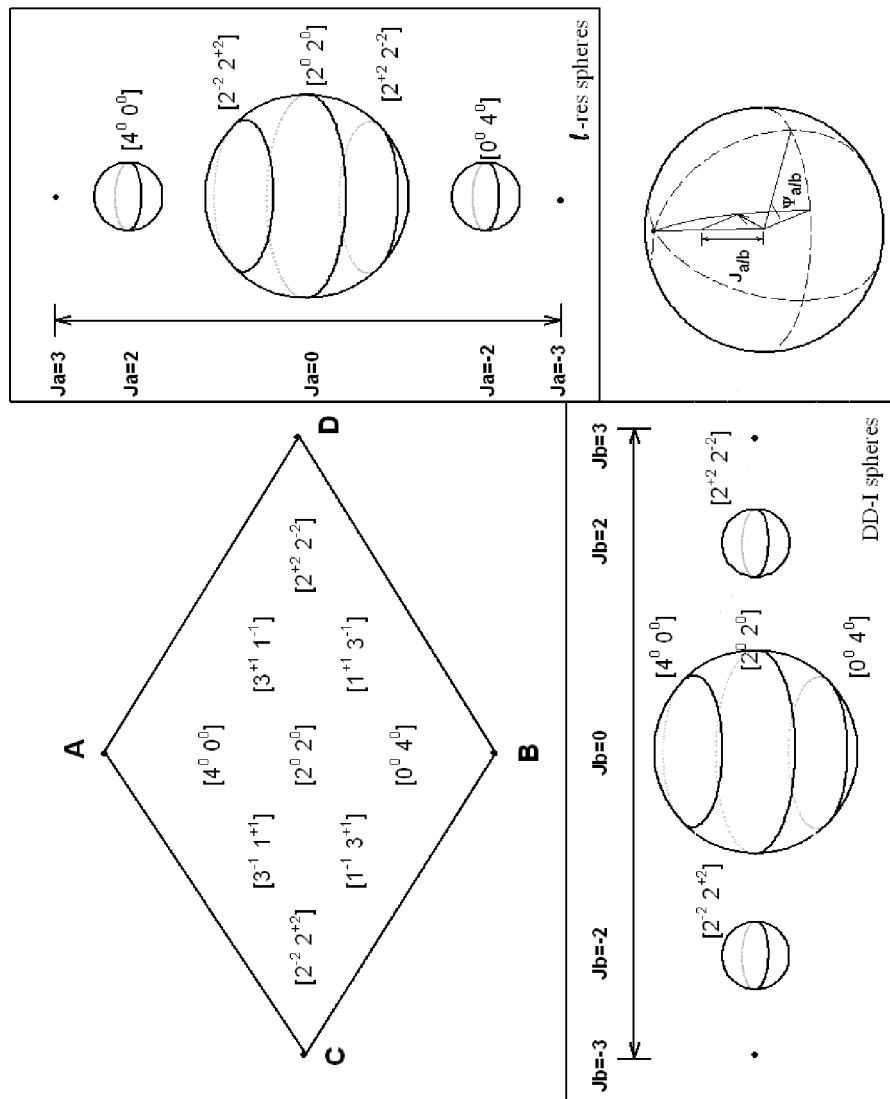 A
[4⁰ 0⁰]
[3⁻¹ 1⁺¹] [3⁺¹ 1⁻¹]
C [2⁻² 2⁺²] [2⁰ 2⁰] [2⁺² 2⁻²] D
[1⁻¹ 3⁺¹] [1⁺¹ 3⁻¹]
[0⁰ 4⁰]
B
Ja=3
Ja=2
[4⁰ 0⁰]
[2⁻² 2⁺²]
Ja=0
[2⁰ 2⁰]
[2⁺² 2⁻²]
Ja=-2
[0⁰ 4⁰]
Ja=-3
ℓ-res spheres
Jb=-3 Jb=-2 Jb=0 Jb=2 Jb=3
[4⁰ 0⁰]
[2⁻² 2⁺²] [2⁺² 2⁻²]
[2⁰ 2⁰]
[0⁰ 4⁰]
DD-I spheres
Ja/b
Ψa/b